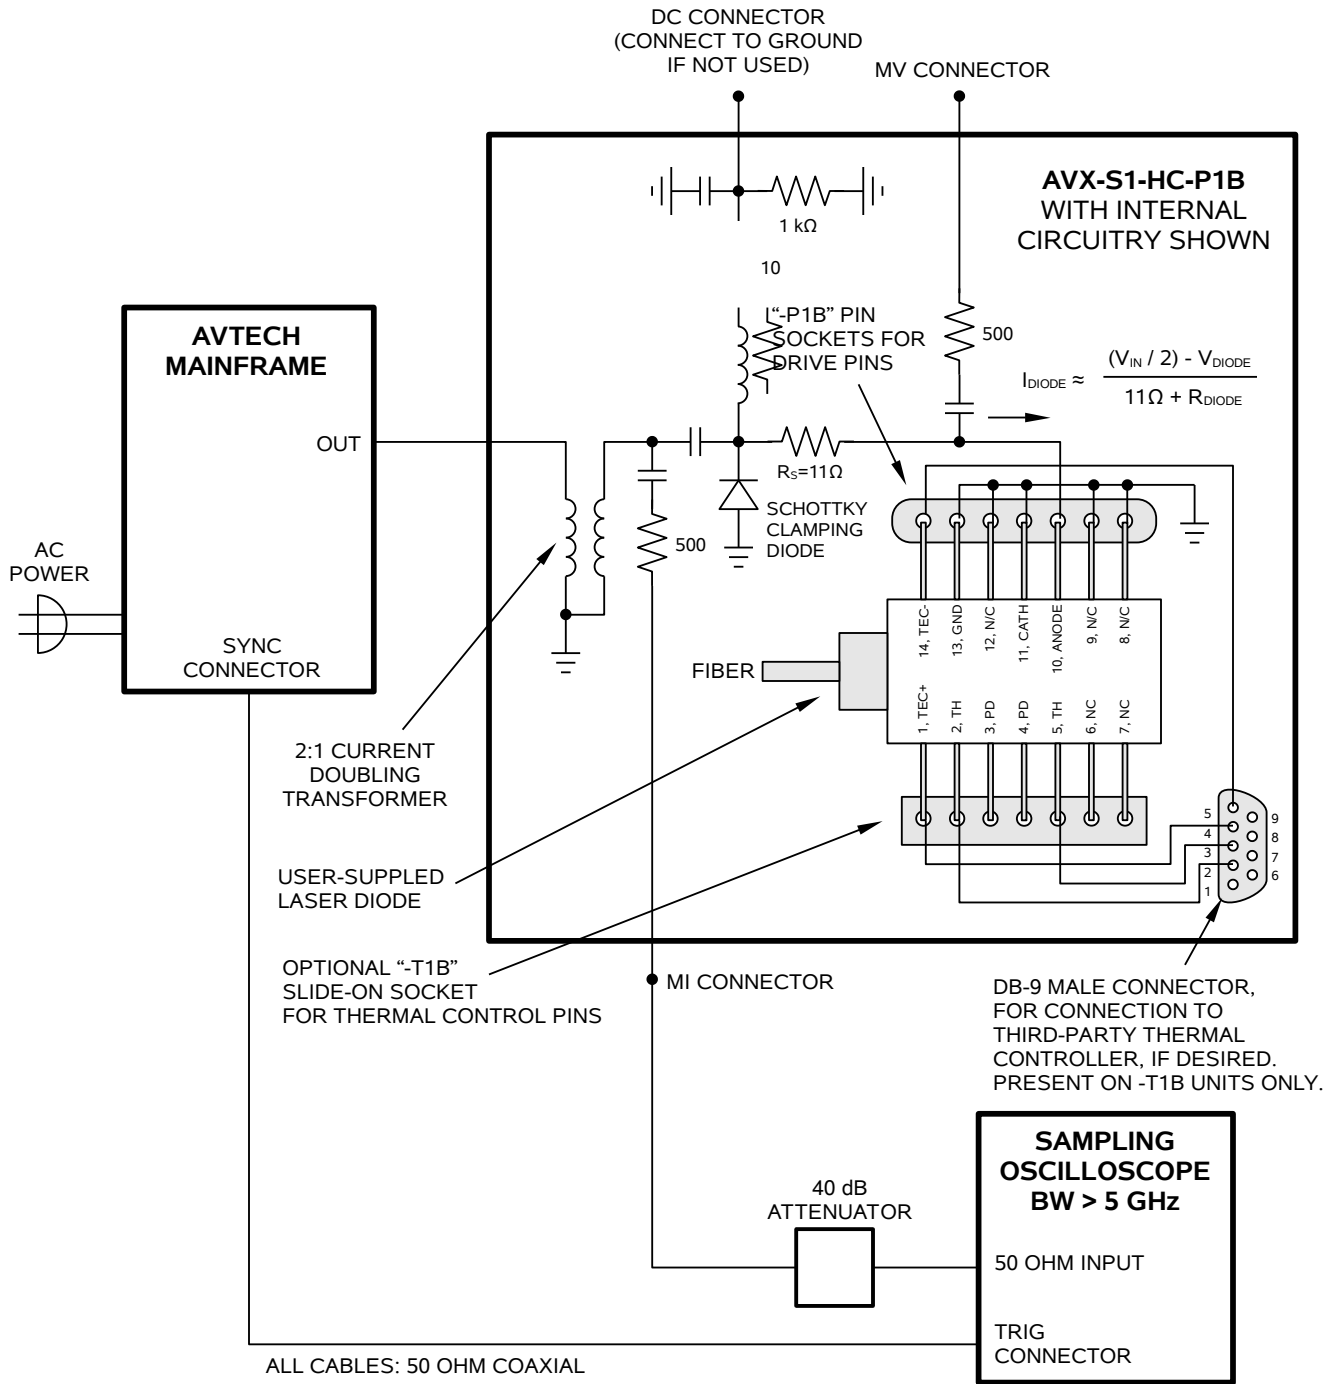 DC CONNECTOR
(CONNECT TO GROUND
IF NOT USED)
MV CONNECTOR
AVX-S1-HC-P1B
WITH INTERNAL
CIRCUITRY SHOWN
1 kΩ
10
AVTECH
MAINFRAME
OUT
SYNC
CONNECTOR
AC
POWER
"-P1B" PIN
SOCKETS FOR
DRIVE PINS
500
I_DIODE ≈ (V_IN / 2) - V_DIODE
11Ω + R_DIODE
R_S=11Ω
SCHOTTKY
CLAMPING
DIODE
500
14, TEC-
13, GND
12, N/C
11, CATH
10, ANODE
9, N/C
8, N/C
FIBER
1, TEC+
2, TH
3, PD
4, PD
5, TH
6, NC
7, NC
2:1 CURRENT
DOUBLING
TRANSFORMER
5
4
3
2
1
9
8
7
6
USER-SUPPLED
LASER DIODE
OPTIONAL “-T1B”
SLIDE-ON SOCKET
FOR THERMAL CONTROL PINS
MI CONNECTOR
DB-9 MALE CONNECTOR,
FOR CONNECTION TO
THIRD-PARTY THERMAL
CONTROLLER, IF DESIRED.
PRESENT ON -T1B UNITS ONLY.
SAMPLING
OSCILLOSCOPE
BW > 5 GHz
40 dB
ATTENUATOR
50 OHM INPUT
TRIG
CONNECTOR
ALL CABLES: 50 OHM COAXIAL